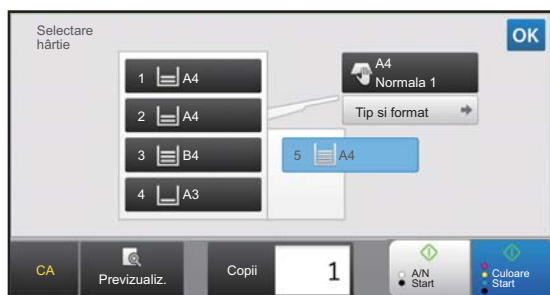 Selectare
hârtie
OK
1 A4
2 A4
3 B4
4 A3
5 A4
A4
Normala 1
Tip si format
CA
Previzualiz.
Copii
1
A/N
Start
Culoare
Start